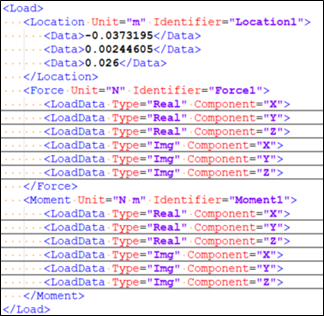 <Load>
<Location Unit="m" Identifier="Location1">
<Data>-0.0373195</Data>
<Data>0.00244605</Data>
<Data>0.026</Data>
</Location>
<Force Unit="N" Identifier="Force1">
<LoadData Type="Real" Component="X">
<LoadData Type="Real" Component="Y">
<LoadData Type="Real" Component="Z">
<LoadData Type="Img" Component="X">
<LoadData Type="Img" Component="Y">
<LoadData Type="Img" Component="Z">
</Force>
<Moment Unit="N m" Identifier="Moment1">
<LoadData Type="Real" Component="X">
<LoadData Type="Real" Component="Y">
<LoadData Type="Real" Component="Z">
<LoadData Type="Img" Component="X">
<LoadData Type="Img" Component="Y">
<LoadData Type="Img" Component="Z">
</Moment>
</Load>